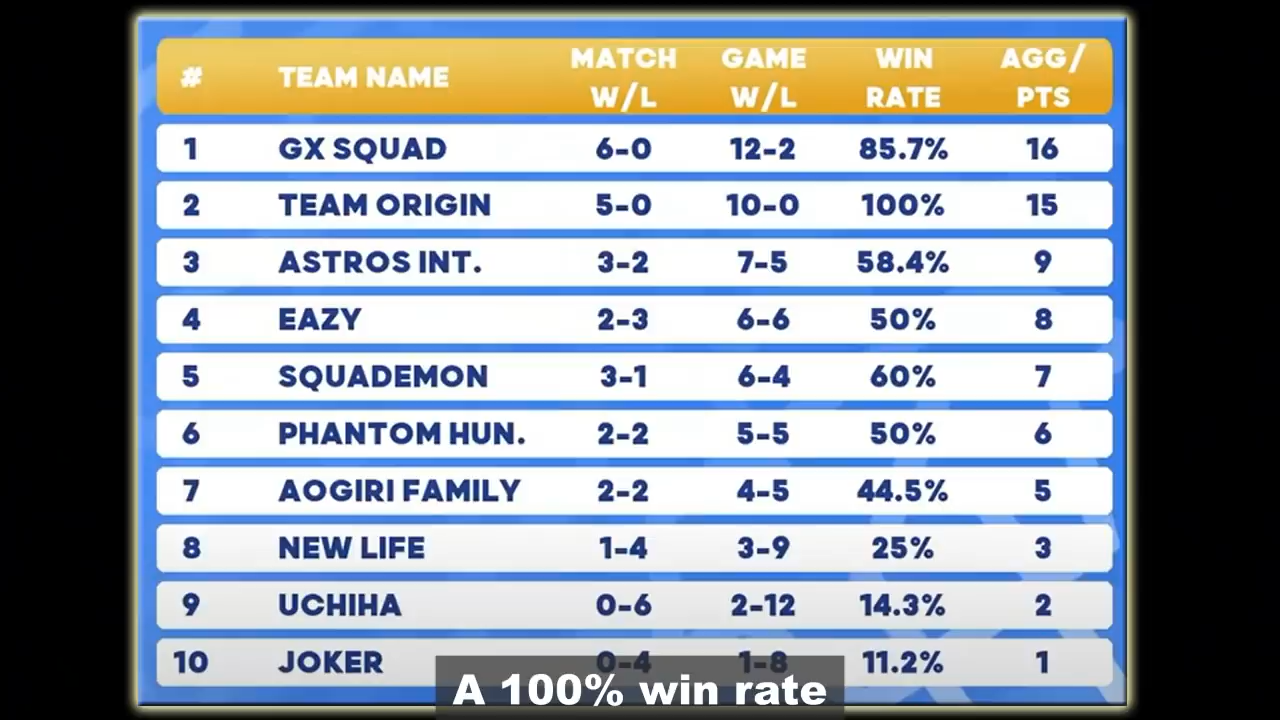 # TEAM NAME MATCH W/L GAME W/L WIN RATE AGG/ PTS
1 GX SQUAD 6-0 12-2 85.7% 16
2 TEAM ORIGIN 5-0 10-0 100% 15
3 ASTROS INT. 3-2 7-5 58.4% 9
4 EAZY 2-3 6-6 50% 8
5 SQUADEMON 3-1 6-4 60% 7
6 PHANTOM HUN. 2-2 5-5 50% 6
7 AOGIRI FAMILY 2-2 4-5 44.5% 5
8 NEW LIFE 1-4 3-9 25% 3
9 UCHIHA 0-6 2-12 14.3% 2
10 JOKER 0-4 1-8 11.2% 1
A 100% win rate